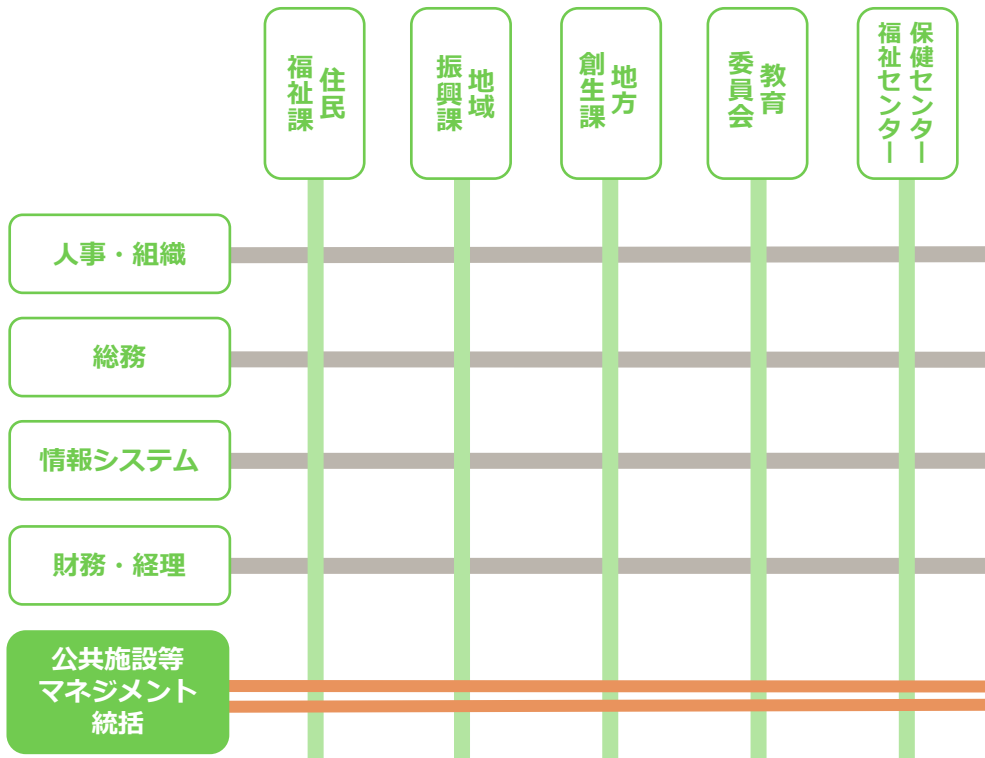 住民
福祉課
地域
振興課
地方
創生課
教育
委員会
保健センター
福祉センター
人事・組織
総務
情報システム
財務・経理
公共施設等
マネジメント
統括